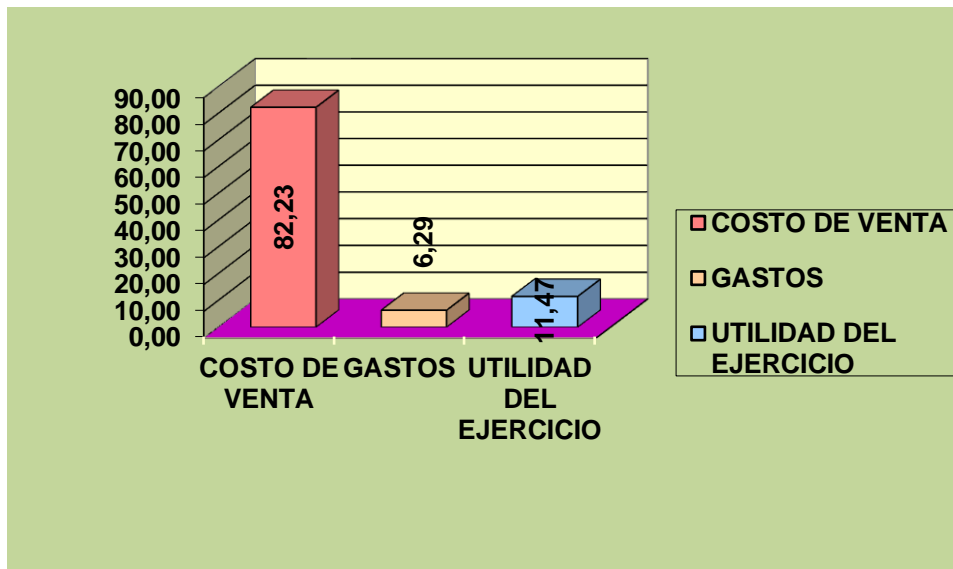 90,00
80,00
70,00
60,00
50,00
40,00
30,00
20,00
10,00
0,00
82,23
6,29
11,47
COSTO DE
VENTA
GASTOS
UTILIDAD
DEL
EJERCICIO
COSTO DE VENTA
GASTOS
UTILIDAD DEL
EJERCICIO